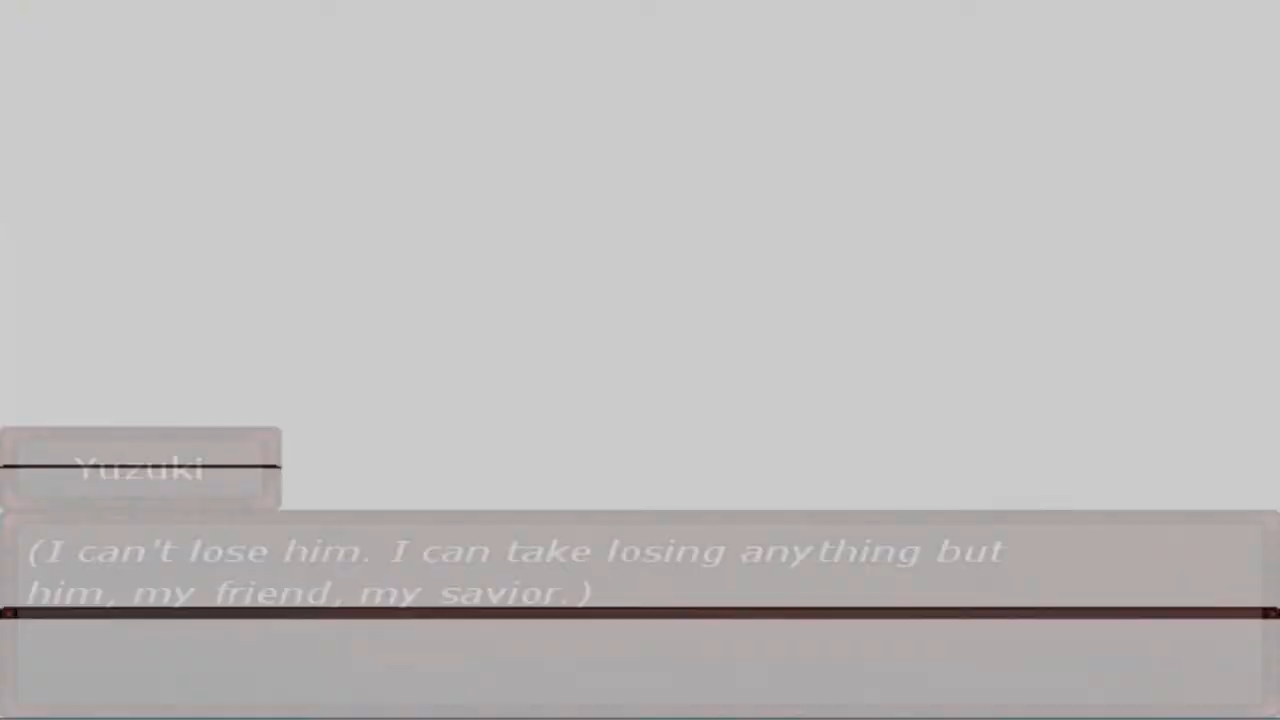 Yuzuki
(I can't lose him. I can take losing anything but
him, my friend, my savior.)